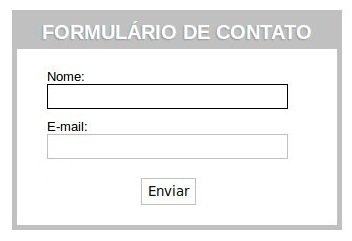 FORMULÁRIO DE CONTATO
Nome:
E-mail:
Enviar